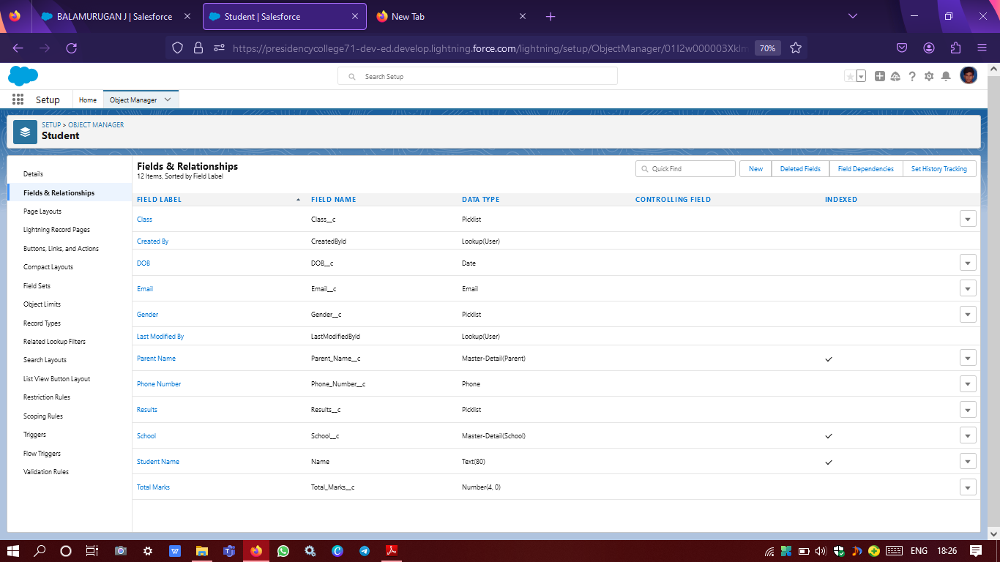 BALAMURUGAN J | Salesforce
Student | Salesforce
New Tab
https://presidencycollege71-dev-ed.develop.lightning.force.com/lightning/setup/ObjectManager/01I2w000003Xklm
70%
Search Setup
Setup
Home
Object Manager
SETUP > OBJECT MANAGER
Student
Details
Fields & Relationships
Page Layouts
Lightning Record Pages
Buttons, Links, and Actions
Compact Layouts
Field Sets
Object Limits
Record Types
Related Lookup Filters
Search Layouts
List View Button Layout
Restriction Rules
Scoping Rules
Triggers
Flow Triggers
Validation Rules
Fields & Relationships
12 Items, Sorted by Field Label
Quick Find
New
Deleted Fields
Field Dependencies
Set History Tracking
FIELD LABEL FIELD NAME DATA TYPE CONTROLLING FIELD INDEXED
Class Class__c Picklist
Created By CreatedById Lookup(User)
DOB DOB__c Date
Email Email__c Email
Gender Gender__c Picklist
Last Modified By LastModifiedById Lookup(User)
Parent Name Parent_Name__c Master-Detail(Parent)
Phone Number Phone_Number__c Phone
Results Results__c Picklist
School School__c Master-Detail(School)
Student Name Name Text(80)
Total Marks Total_Marks__c Number(4, 0)
ENG 18:26